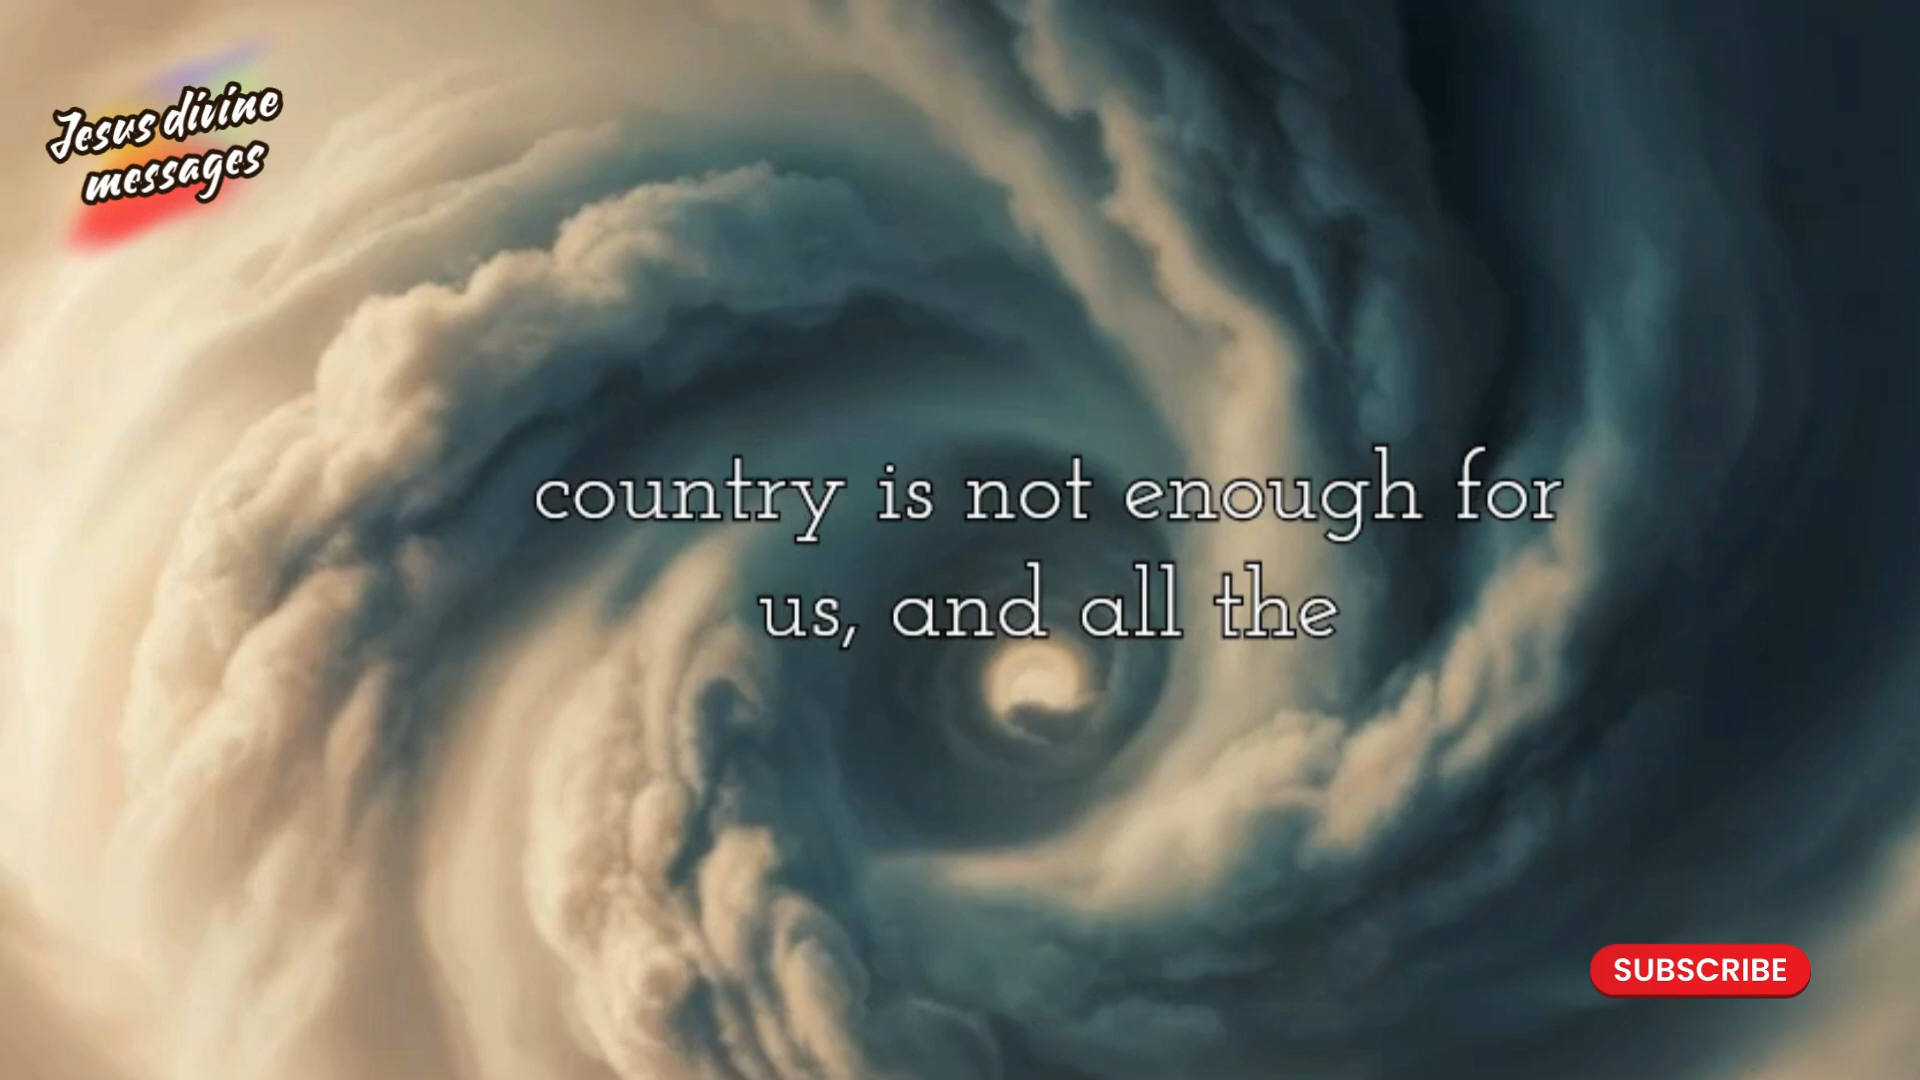 Jesus divine
messages
country is not enough for
us, and all the
SUBSCRIBE